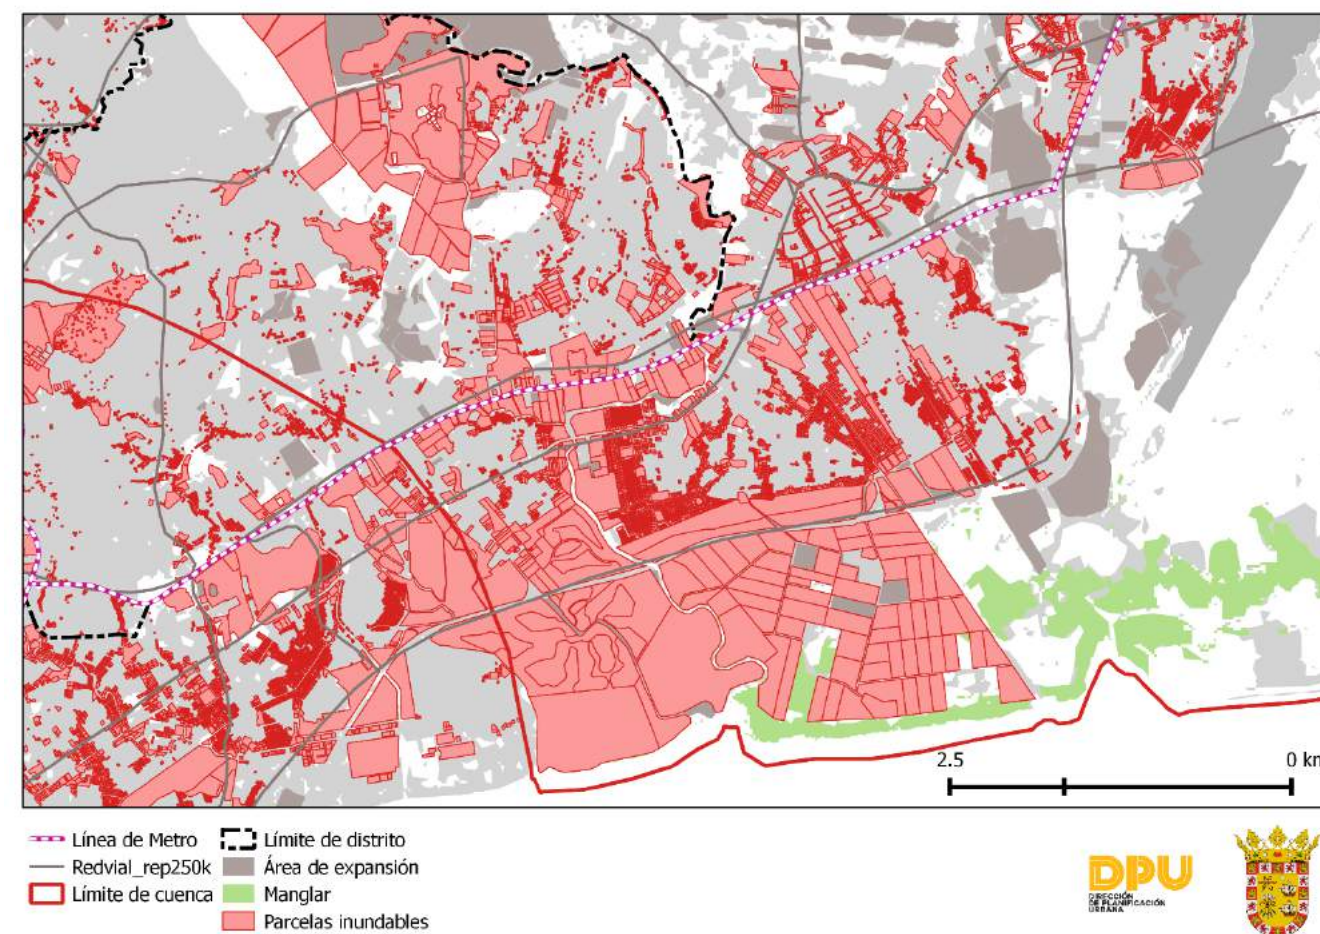 2.5
0 km
Línea de Metro
Límite de distrito
Redvial_rep250k
Área de expansión
Límite de cuenca
Manglar
Parcelas inundables
DPU
DIRECCIÓN
DE PLANIFICACIÓN
URBANA